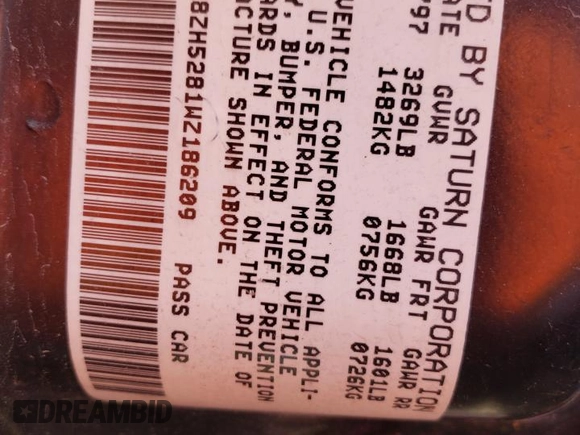 ED BY SATURN CORPORATION
ATE GVWR GAWR FRT GAWR RR
'97 3269LB 1668LB 1601LB
1482KG 0756KG 0726KG
VEHICLE CONFORMS TO ALL APPLI-
U.S. FEDERAL MOTOR VEHICLE
Y, BUMPER, AND THEFT PREVENTION
ARDS IN EFFECT ON THE DATE OF
ACTURE SHOWN ABOVE.
8ZH5281WZ186209 PASS CAR
DREAMBID